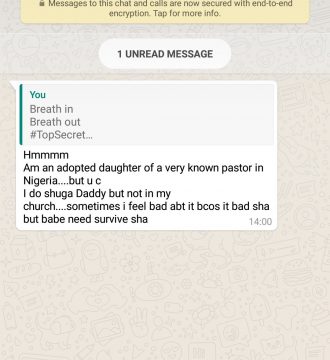 Messages to this chat and calls are now secured with end-to-end
encryption. Tap for more info.
1 UNREAD MESSAGE
You
Breath in
Breath out
#TopSecret...
Hmmmm
Am an adopted daughter of a very known pastor in
Nigeria....but u c
I do shuga Daddy but not in my
church....sometimes i feel bad abt it bcos it bad sha
but babe need survive sha
14:00